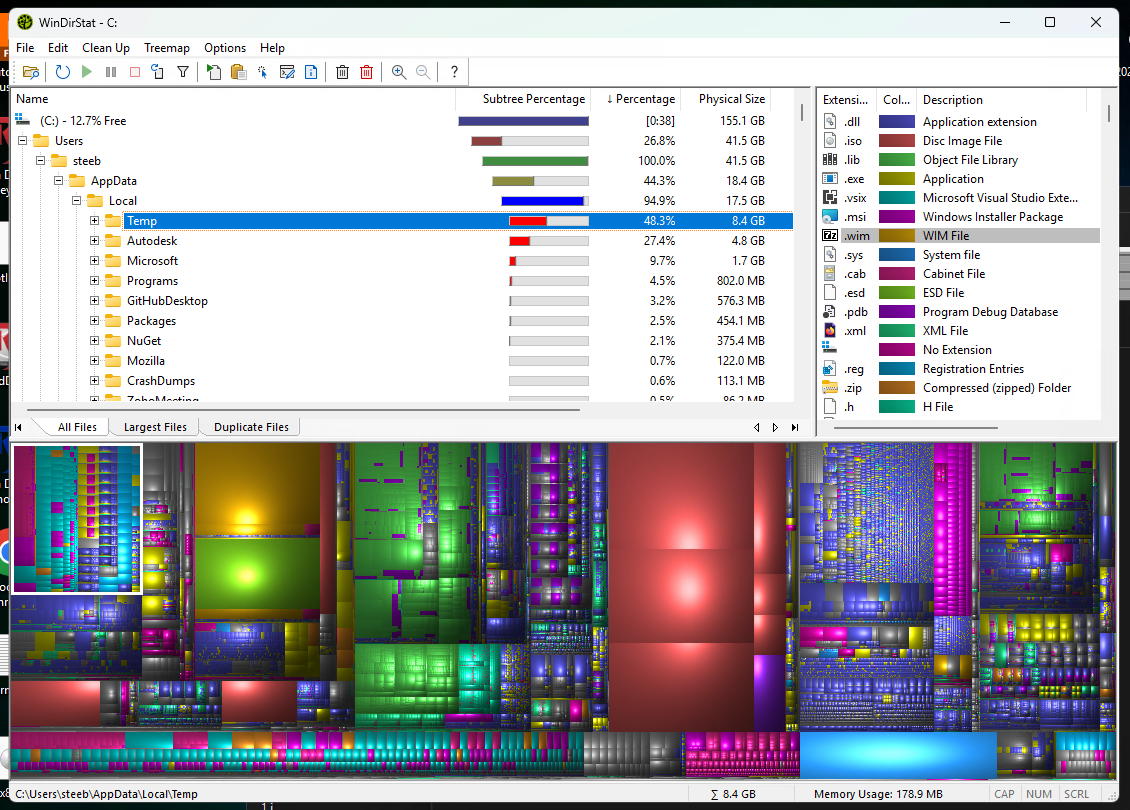 WinDirStat - C:
File Edit Clean Up Treemap Options Help
Name Subtree Percentage ↓ Percentage Physical Size
(C:) - 12.7% Free [0:38] 155.1 GB
Users 26.8% 41.5 GB
steeb 100.0% 41.5 GB
AppData 44.3% 18.4 GB
Local 94.9% 17.5 GB
Temp 48.3% 8.4 GB
Autodesk 27.4% 4.8 GB
Microsoft 9.7% 1.7 GB
Programs 4.5% 802.0 MB
GitHubDesktop 3.2% 576.3 MB
Packages 2.5% 454.1 MB
NuGet 2.1% 375.4 MB
Mozilla 0.7% 122.0 MB
CrashDumps 0.6% 113.1 MB
ZohoMeeting 0.5% 86.2 MB
All Files Largest Files Duplicate Files
Extensi... Col... Description
.dll Application extension
.iso Disc Image File
.lib Object File Library
.exe Application
.vsix Microsoft Visual Studio Exte...
.msi Windows Installer Package
.wim WIM File
.sys System file
.cab Cabinet File
.esd ESD File
.pdb Program Debug Database
.xml XML File
No Extension
.reg Registration Entries
.zip Compressed (zipped) Folder
.h H File
C:\Users\steeb\AppData\Local\Temp ∑ 8.4 GB Memory Usage: 178.9 MB CAP NUM SCRL